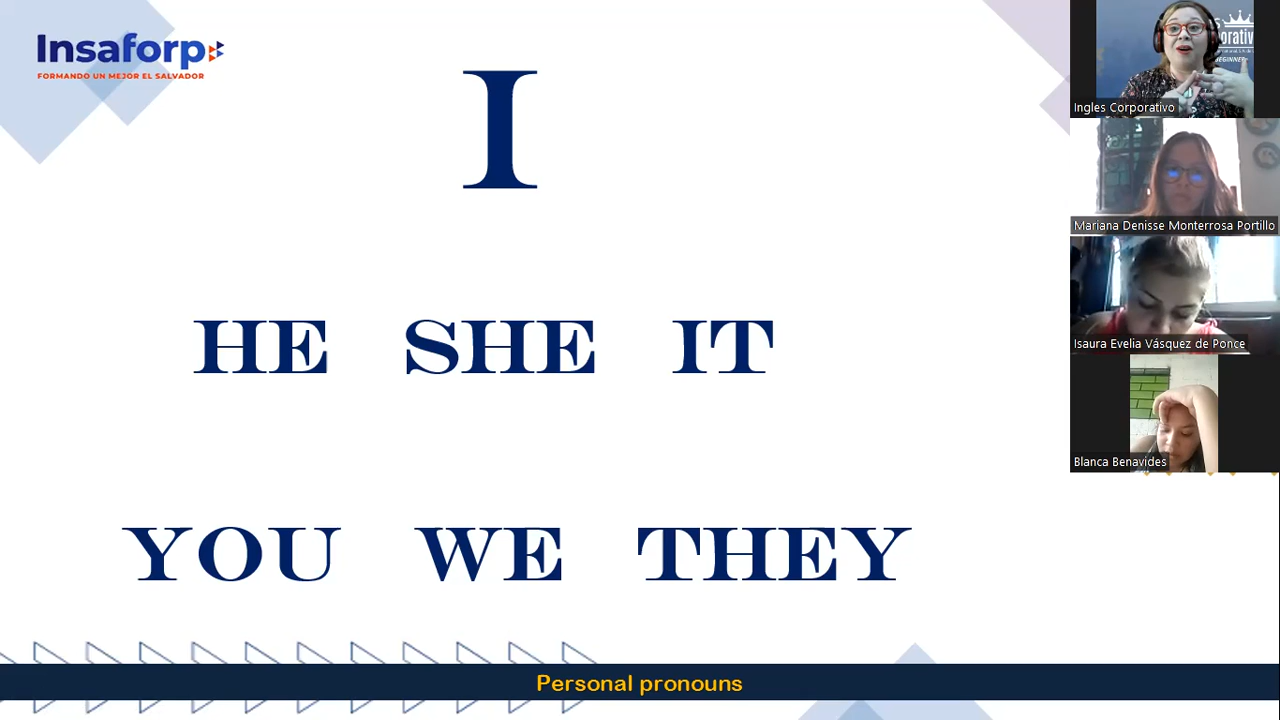 Insaforp
FORMANDO UN MEJOR EL SALVADOR
I
HE SHE IT
YOU WE THEY
Personal pronouns
Ingles Corporativo
Mariana Denisse Monterrosa Portillo
Isaura Evelia Vásquez de Ponce
Blanca Benavides